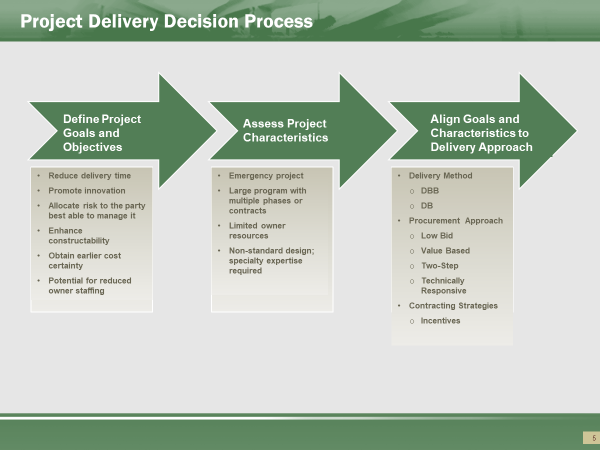 Project Delivery Decision Process
Define Project
Goals and
Objectives
• Reduce delivery time
• Promote innovation
• Allocate risk to the party
best able to manage it
• Enhance
constructability
• Obtain earlier cost
certainty
• Potential for reduced
owner staffing
Assess Project
Characteristics
• Emergency project
• Large program with
multiple phases or
contracts
• Limited owner
resources
• Non-standard design;
specialty expertise
required
Align Goals and
Characteristics to
Delivery Approach
• Delivery Method
o DBB
o DB
• Procurement Approach
o Low Bid
o Value Based
o Two-Step
o Technically
Responsive
• Contracting Strategies
o Incentives
5